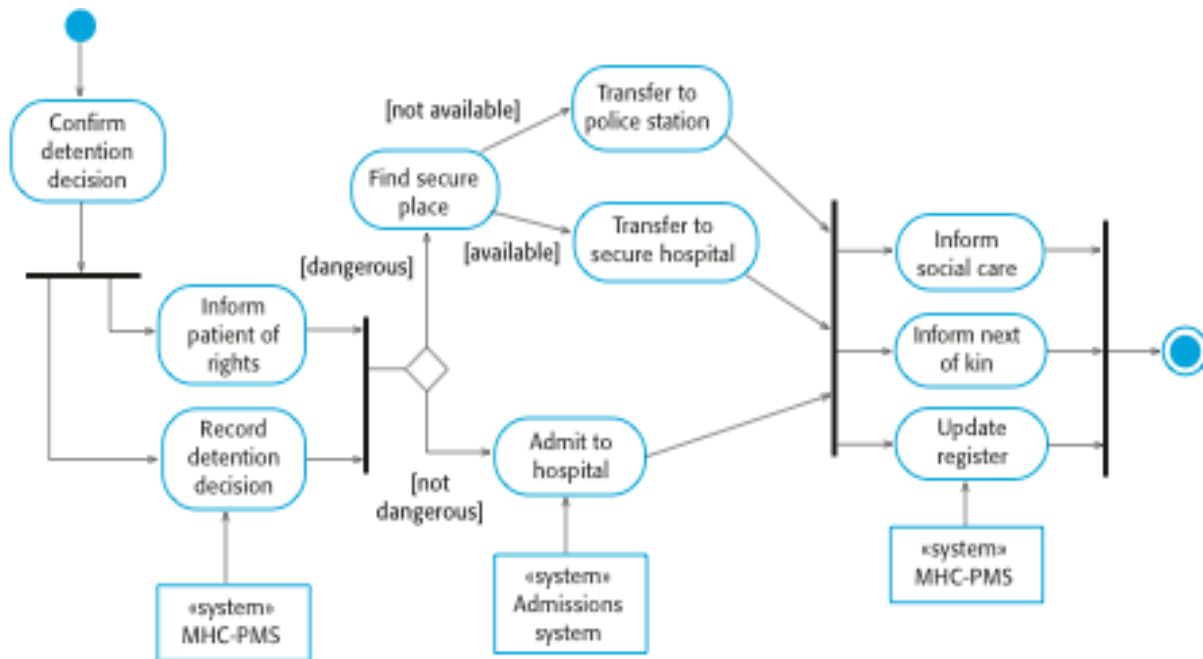 Confirm
detention
decision
Inform
patient of
rights
Record
detention
decision
«system»
MHC-PMS
[dangerous]
[not
dangerous]
Find secure
place
[not available]
[available]
Transfer to
police station
Transfer to
secure hospital
Admit to
hospital
«system»
Admissions
system
Inform
social care
Inform next
of kin
Update
register
«system»
MHC-PMS